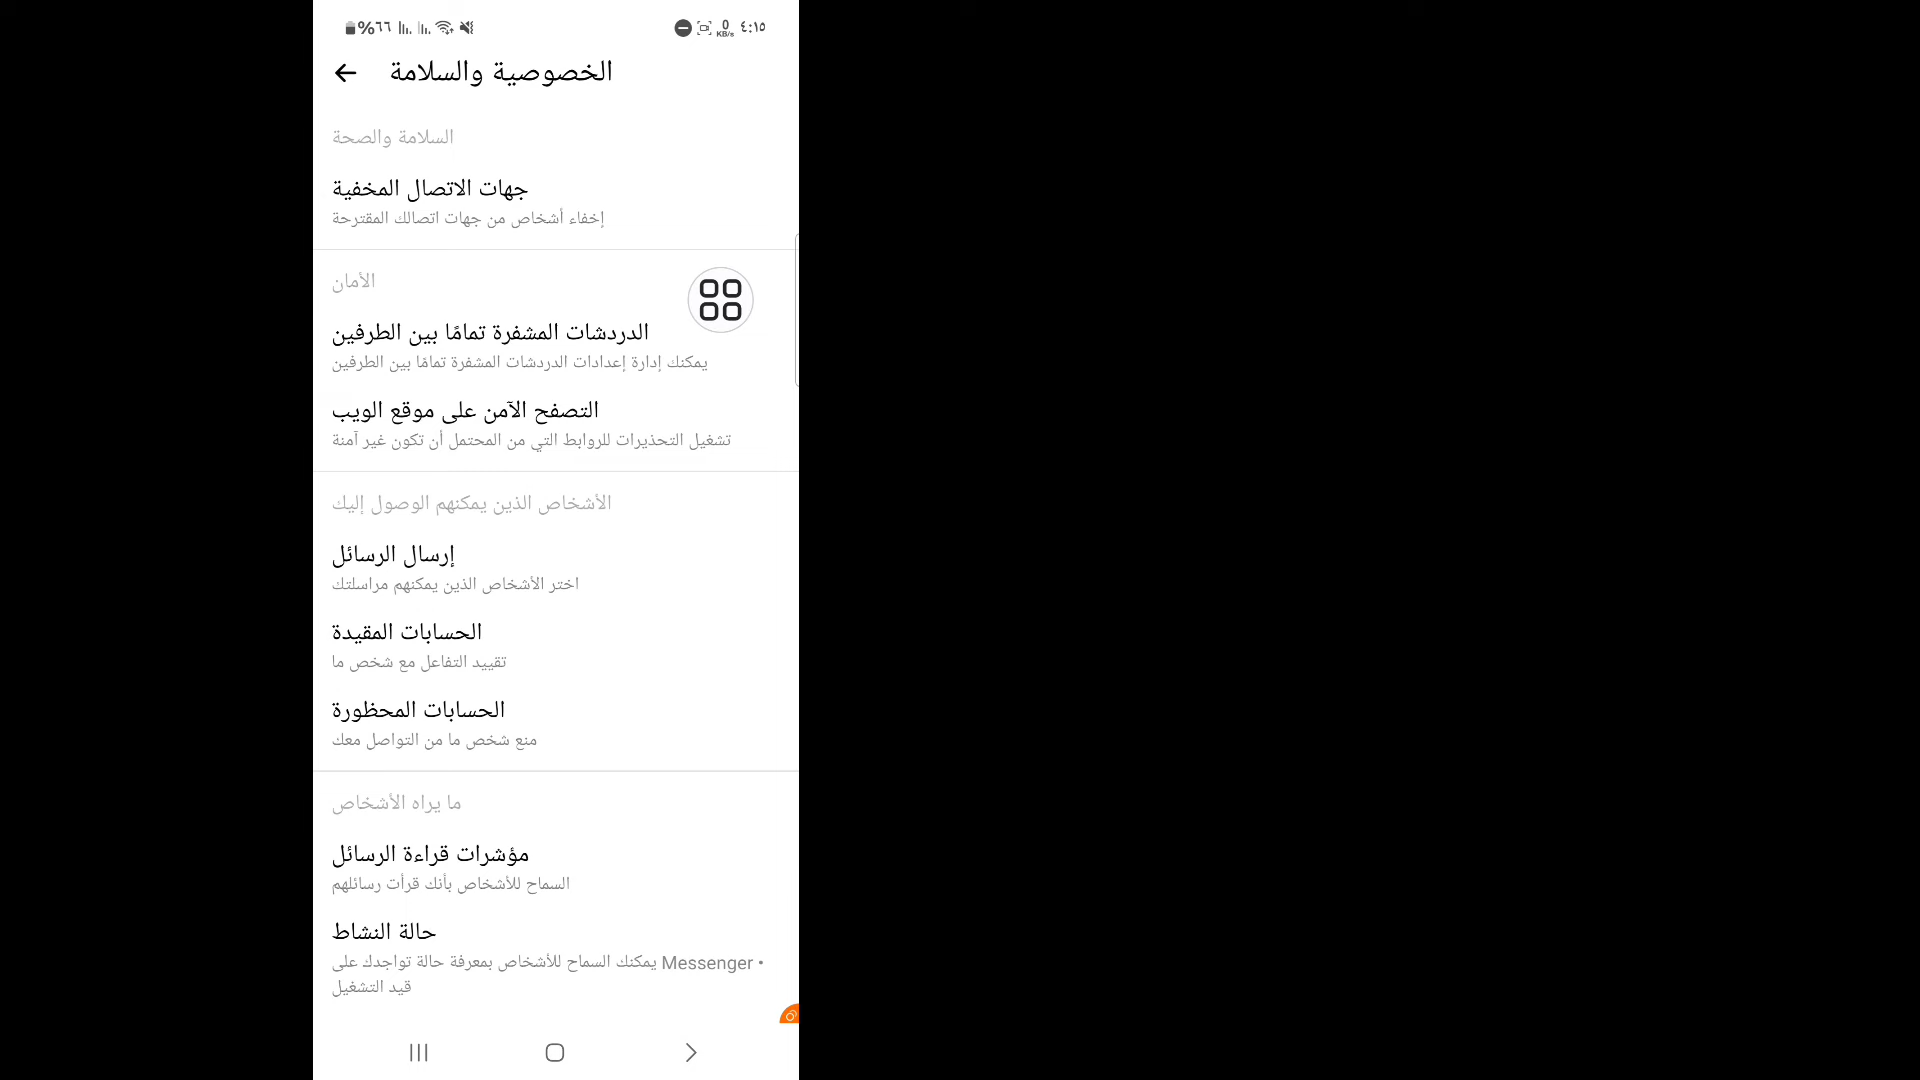 %٦٦
0
KB/s
٤:١٥
الخصوصية والسلامة
السلامة والصحة
جهات الاتصال المخفية
إخفاء أشخاص من جهات اتصالك المقترحة
الأمان
الدردشات المشفرة تمامًا بين الطرفين
يمكنك إدارة إعدادات الدردشات المشفرة تمامًا بين الطرفين
التصفح الآمن على موقع الويب
تشغيل التحذيرات للروابط التي من المحتمل أن تكون غير آمنة
الأشخاص الذين يمكنهم الوصول إليك
إرسال الرسائل
اختر الأشخاص الذين يمكنهم مراسلتك
الحسابات المقيدة
تقييد التفاعل مع شخص ما
الحسابات المحظورة
منع شخص ما من التواصل معك
ما يراه الأشخاص
مؤشرات قراءة الرسائل
السماح للأشخاص بأنك قرأت رسائلهم
حالة النشاط
يمكنك السماح للأشخاص بمعرفة حالة تواجدك على Messenger •
قيد التشغيل